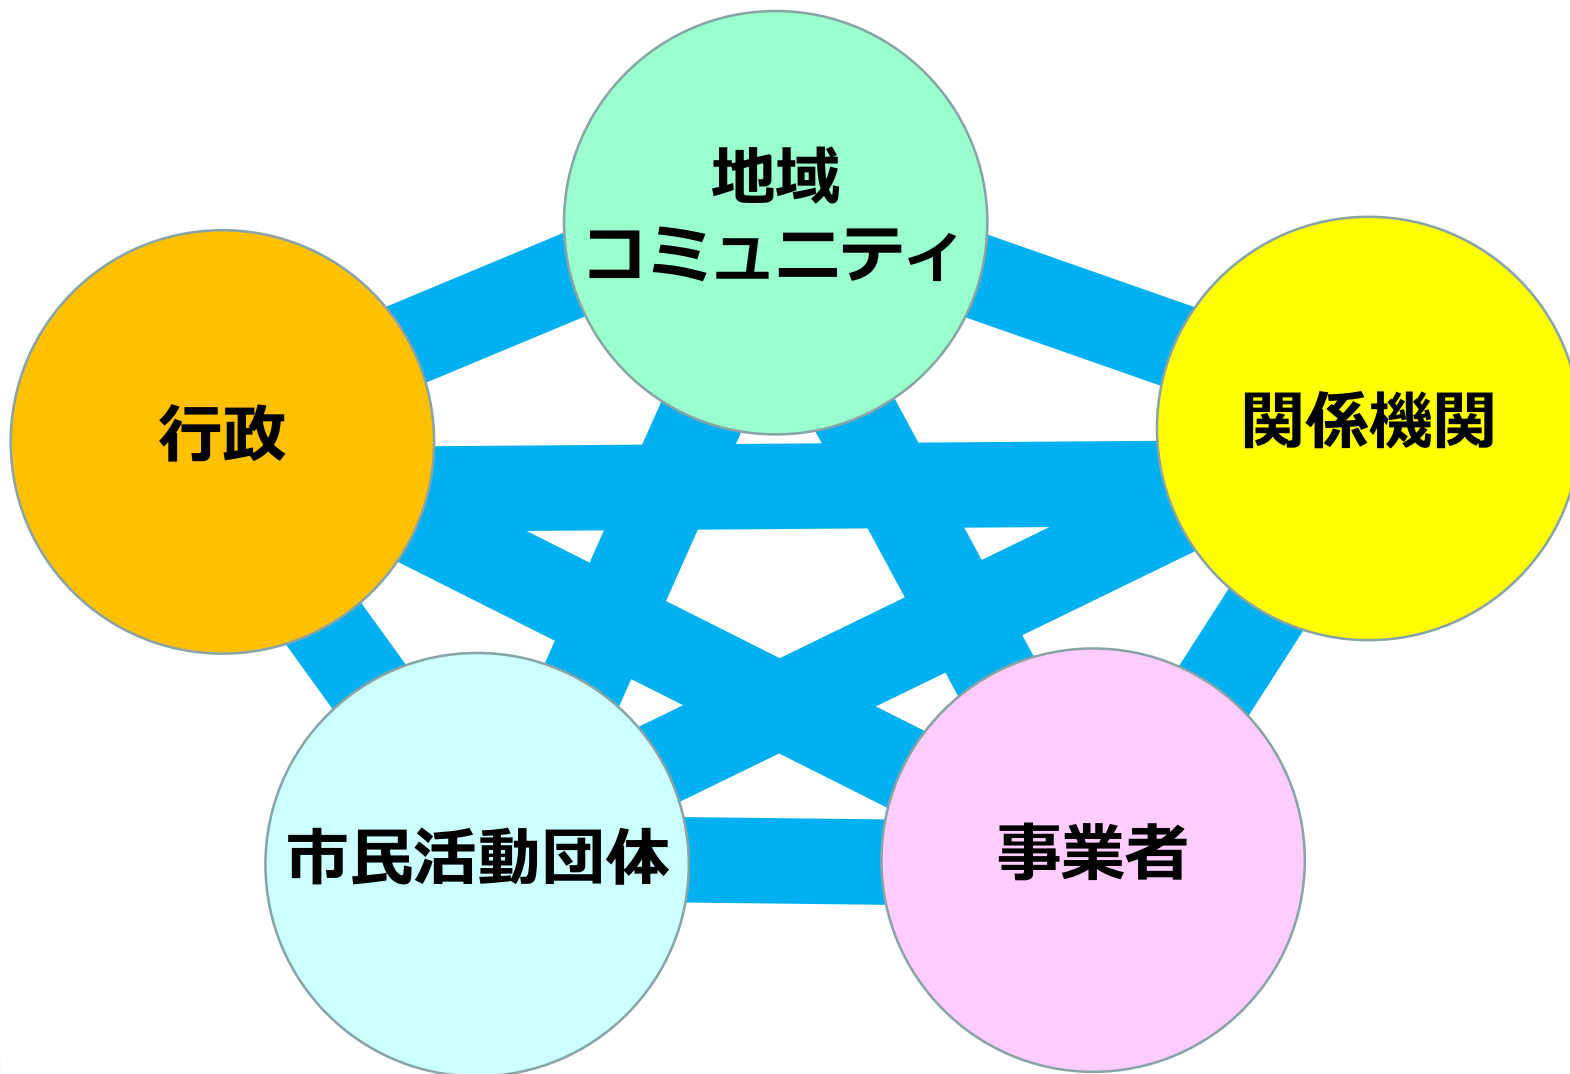 地域
コミュニティ
行政
関係機関
市民活動団体
事業者